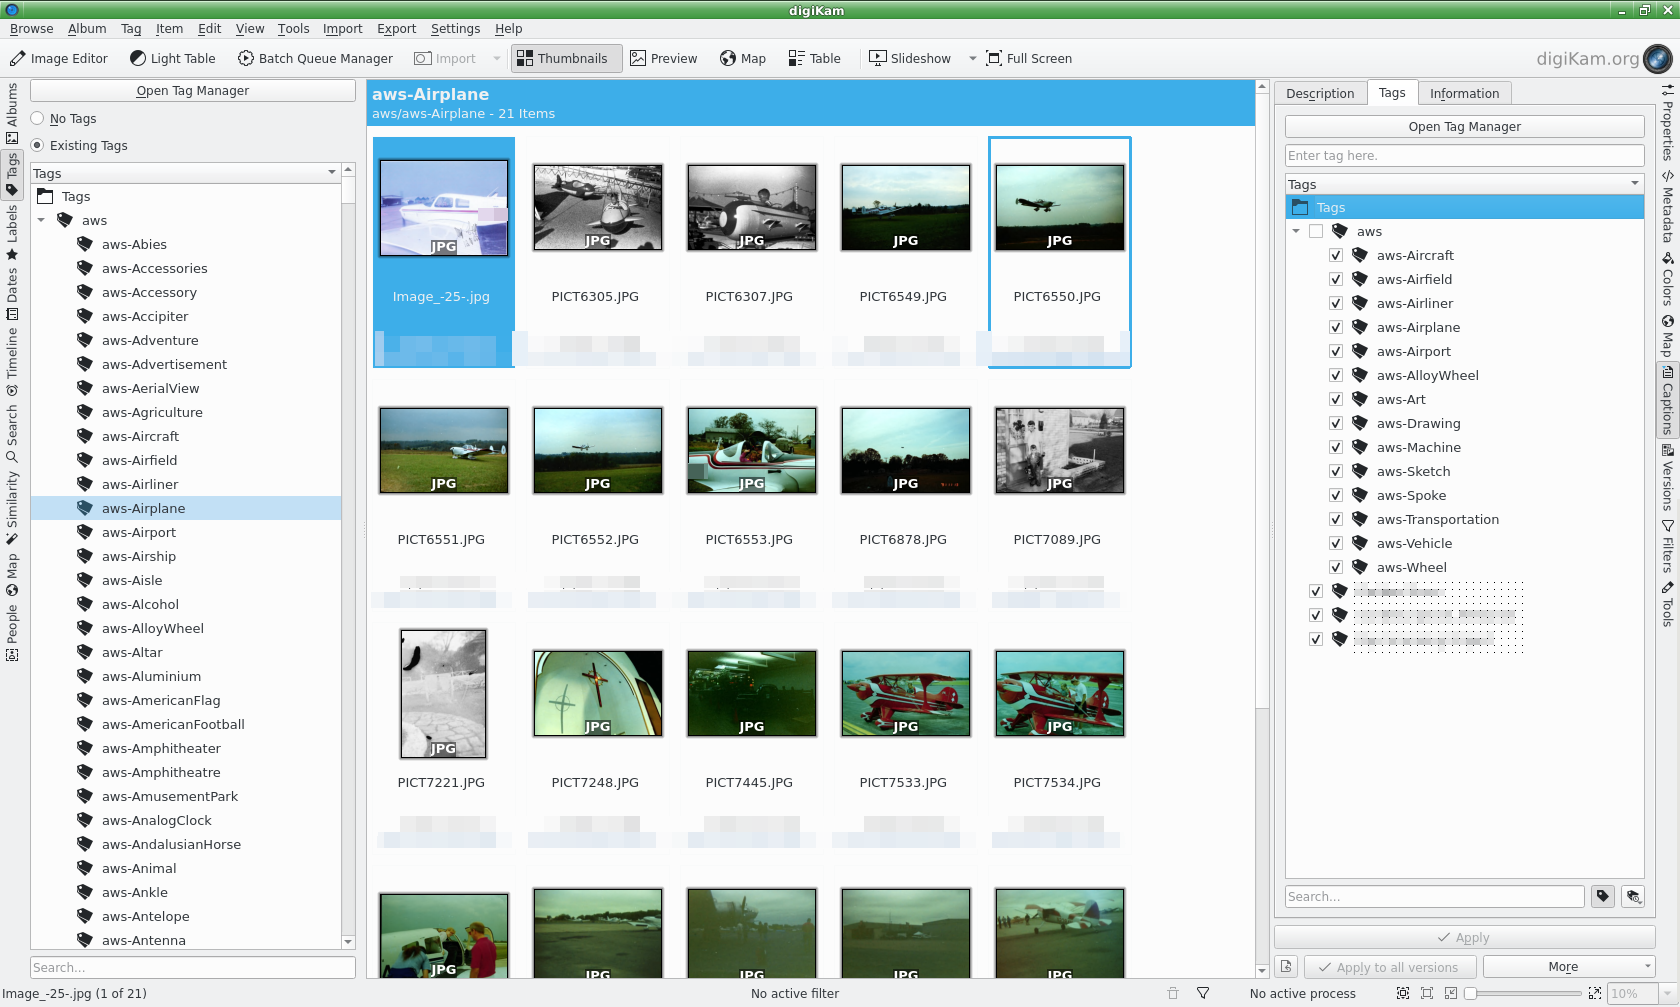 digiKam
Browse Album Tag Item Edit View Tools Import Export Settings Help
Image Editor Light Table Batch Queue Manager Import Thumbnails Preview Map Table Slideshow Full Screen digiKam.org
Albums
Tags
Labels
Dates
Timeline
Search
Similarity
Map
People
Open Tag Manager
No Tags
Existing Tags
Tags
Tags
aws
aws-Abies
aws-Accessories
aws-Accessory
aws-Accipiter
aws-Adventure
aws-Advertisement
aws-AerialView
aws-Agriculture
aws-Aircraft
aws-Airfield
aws-Airliner
aws-Airplane
aws-Airport
aws-Airship
aws-Aisle
aws-Alcohol
aws-AlloyWheel
aws-Altar
aws-Aluminium
aws-AmericanFlag
aws-AmericanFootball
aws-Amphitheater
aws-Amphitheatre
aws-AmusementPark
aws-AnalogClock
aws-AndalusianHorse
aws-Animal
aws-Ankle
aws-Antelope
aws-Antenna
Search...
aws-Airplane
aws/aws-Airplane - 21 Items
JPG JPG JPG JPG JPG
Image_-25-.jpg PICT6305.JPG PICT6307.JPG PICT6549.JPG PICT6550.JPG
JPG JPG JPG JPG JPG
PICT6551.JPG PICT6552.JPG PICT6553.JPG PICT6878.JPG PICT7089.JPG
JPG JPG JPG JPG JPG
PICT7221.JPG PICT7248.JPG PICT7445.JPG PICT7533.JPG PICT7534.JPG
JPG JPG JPG JPG JPG
Description Tags Information
Open Tag Manager
Enter tag here.
Tags
Tags
aws
aws-Aircraft
aws-Airfield
aws-Airliner
aws-Airplane
aws-Airport
aws-AlloyWheel
aws-Art
aws-Drawing
aws-Machine
aws-Sketch
aws-Spoke
aws-Transportation
aws-Vehicle
aws-Wheel
Search...
Apply
Apply to all versions More
Properties
Metadata
Colors
Map
Captions
Versions
Filters
Tools
Image_-25-.jpg (1 of 21) No active filter No active process 10%